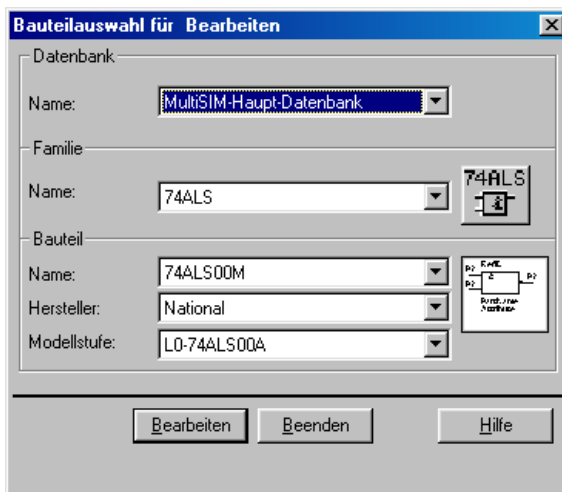 Bauteilauswahl für Bearbeiten
Datenbank
Name: MultiSIM-Haupt-Datenbank
Familie
Name: 74ALS
74ALS
Bauteil
Name: 74ALS00M
Hersteller: National
Modellstufe: L0-74ALS00A
Bearbeiten Beenden Hilfe